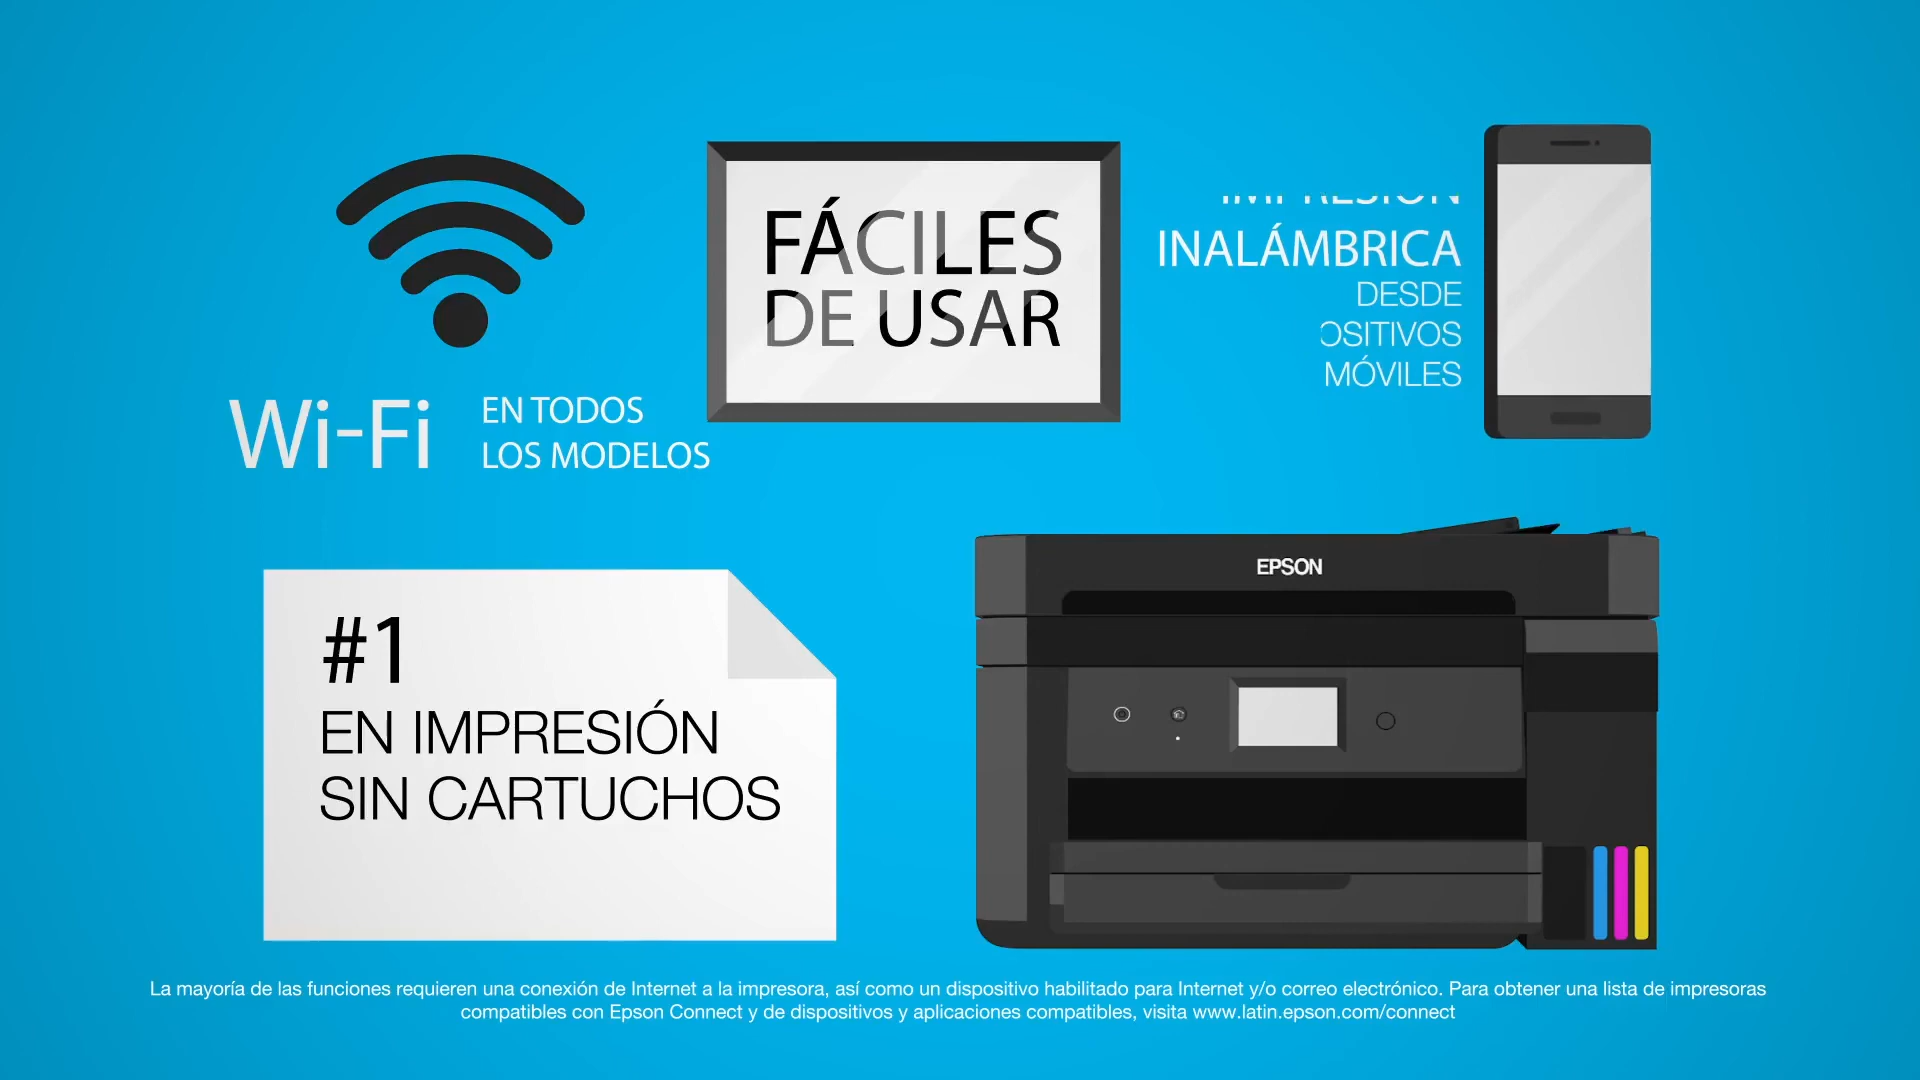 Wi-Fi
EN TODOS
LOS MODELOS
FÁCILES
DE USAR
INALÁMBRICA
DESDE
MÓVILES
#1
EN IMPRESIÓN
SIN CARTUCHOS
EPSON
La mayoría de las funciones requieren una conexión de Internet a la impresora, así como un dispositivo habilitado para Internet y/o correo electrónico. Para obtener una lista de impresoras
compatibles con Epson Connect y de dispositivos y aplicaciones compatibles, visita www.latin.epson.com/connect